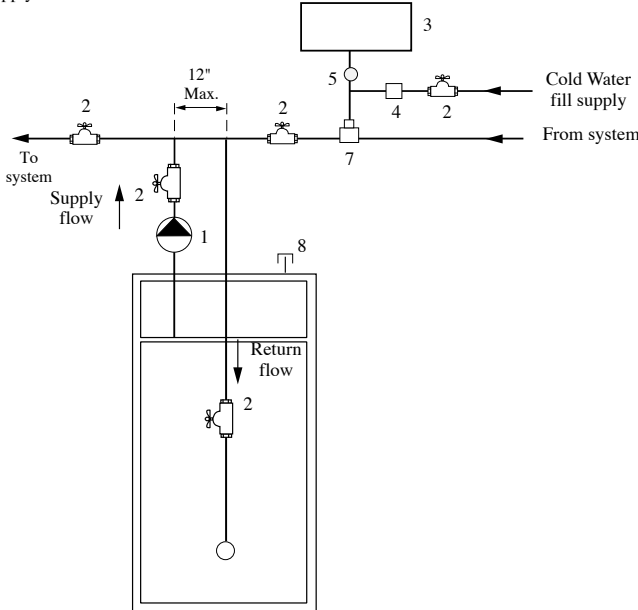 3
12"
Max.
5
Cold Water
fill supply
2
2
4
2
From system
To
system
7
Supply
flow
2
1
8
Return
flow
2